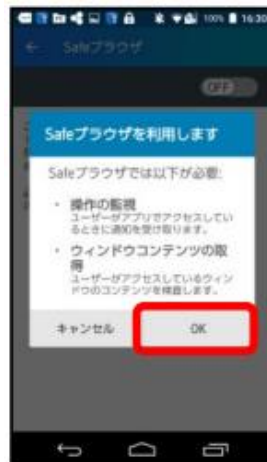 100% 16:30
Safeブラウザ
OFF
Safeブラウザを利用します
Safeブラウザでは以下が必要:
・ 操作の監視
ユーザーがアプリでアクセスしてい
るときに通知を受け取ります。
・ ウィンドウコンテンツの取
得
ユーザーがアクセスしているウィン
ドウのコンテンツを検査します。
キャンセル OK